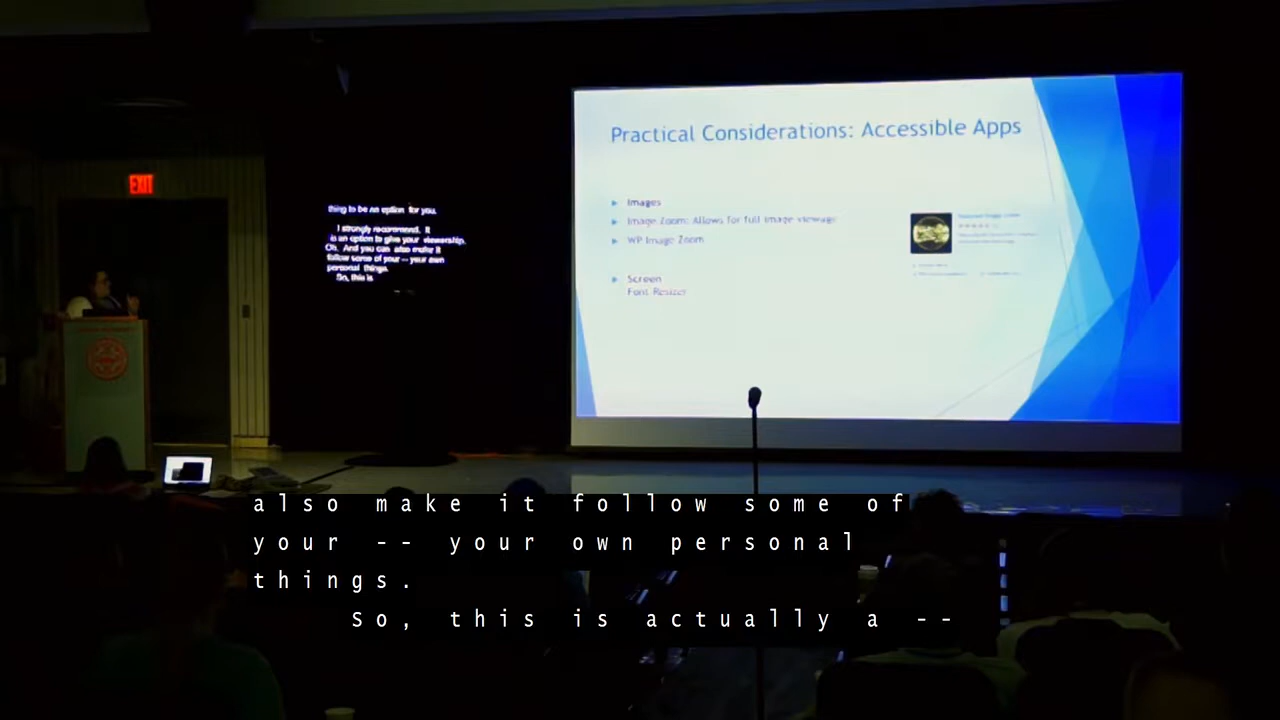 EXIT
thing to be an option for you.
I strongly recommend. It
is an option to give your viewership.
Oh. And you can also make it
follow some of your -- your own
personal things.
So, this is
Practical Considerations: Accessible Apps
Images
Image Zoom: Allows for full image viewage
WP Image Zoom
Screen
Font Resizer
also make it follow some of
your -- your own personal
things.
So, this is actually a --